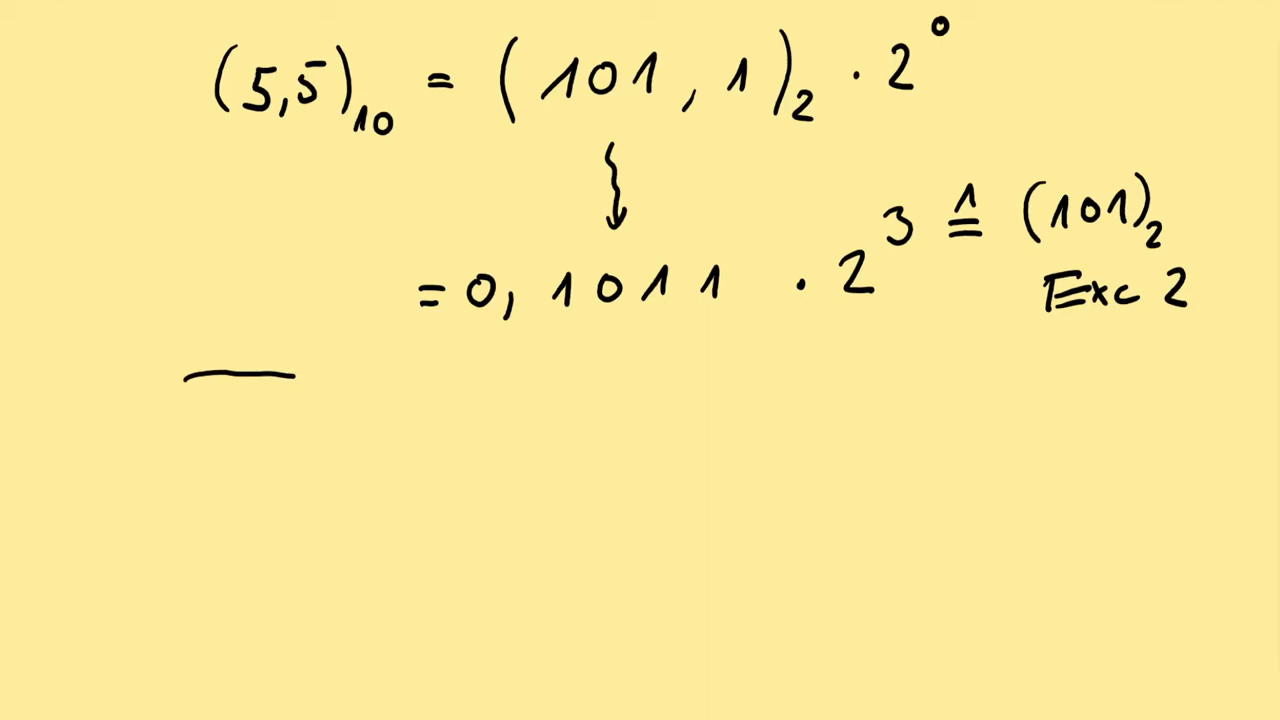 (5,5)₁₀ = (101,1)₂ · 2⁰
= 0,1011 · 2³ ≙ (101)₂
Exc 2